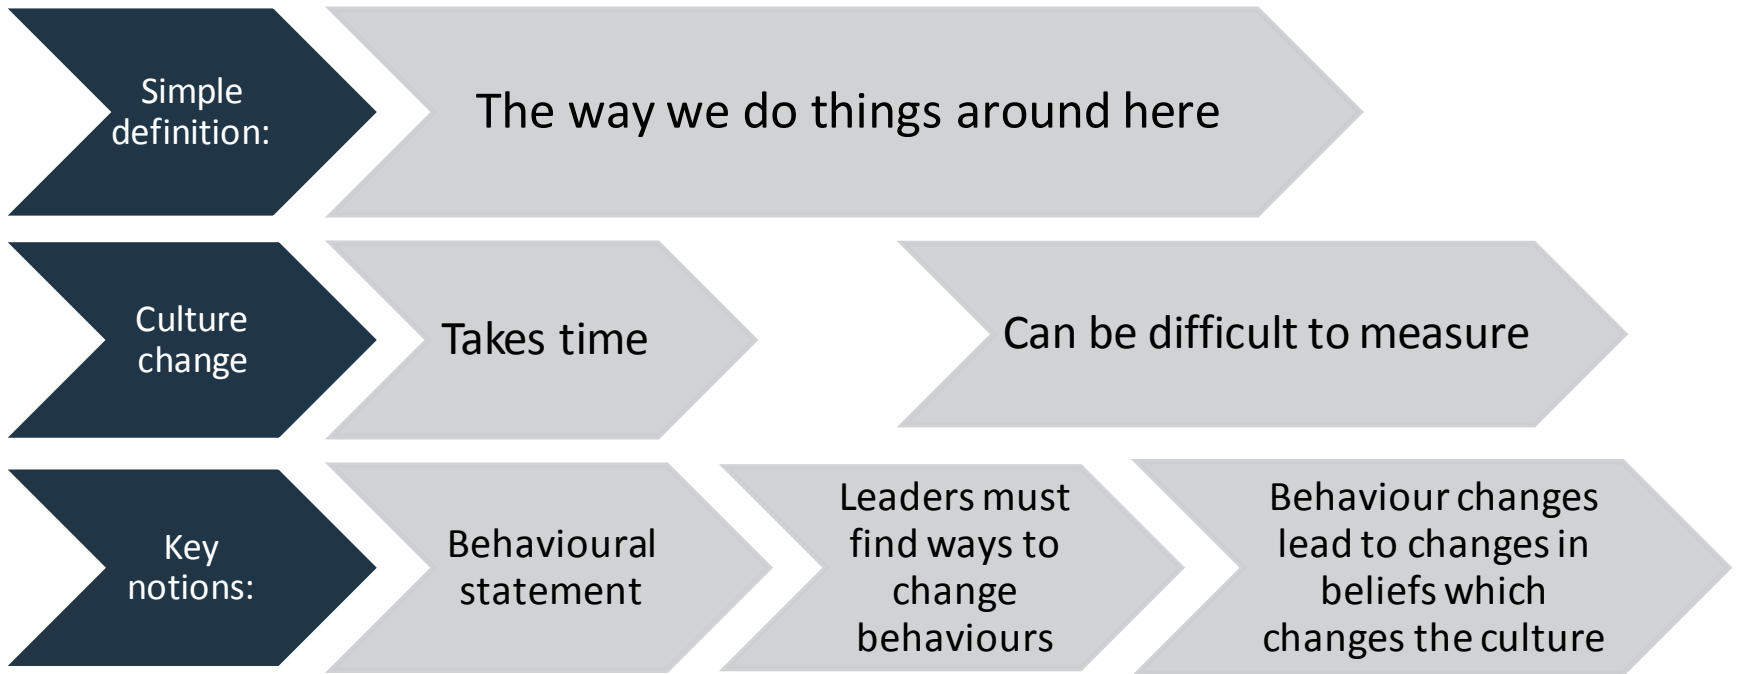 Simple
definition:
The way we do things around here
Culture
change
Takes time
Can be difficult to measure
Key
notions:
Behavioural
statement
Leaders must
find ways to
change
behaviours
Behaviour changes
lead to changes in
beliefs which
changes the culture